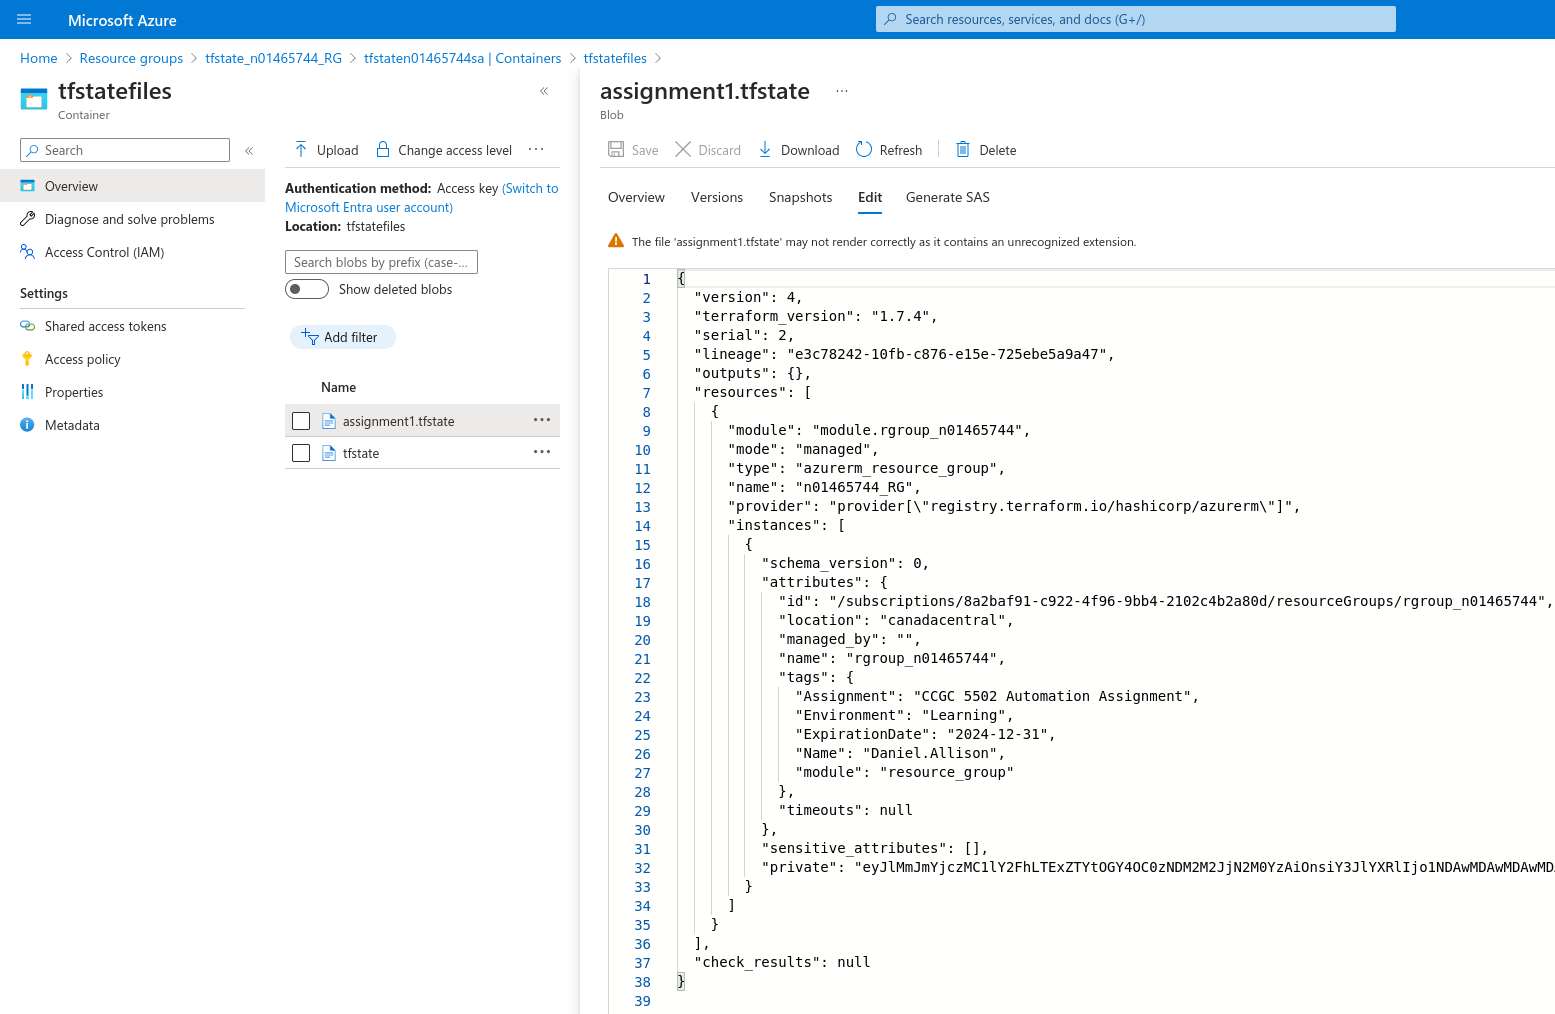 Microsoft Azure
Search resources, services, and docs (G+/)
Home > Resource groups > tfstate_n01465744_RG > tfstaten01465744sa | Containers > tfstatefiles >
tfstatefiles
Container
Search
Overview
Diagnose and solve problems
Access Control (IAM)
Settings
Shared access tokens
Access policy
Properties
Metadata
Upload
Change access level
Authentication method: Access key (Switch to
Microsoft Entra user account)
Location: tfstatefiles
Search blobs by prefix (case-...
Show deleted blobs
Add filter
Name
assignment1.tfstate
tfstate
assignment1.tfstate
Blob
Save
Discard
Download
Refresh
Delete
Overview
Versions
Snapshots
Edit
Generate SAS
The file 'assignment1.tfstate' may not render correctly as it contains an unrecognized extension.
1 {
2 "version": 4,
3 "terraform_version": "1.7.4",
4 "serial": 2,
5 "lineage": "e3c78242-10fb-c876-e15e-725ebe5a9a47",
6 "outputs": {},
7 "resources": [
8 {
9 "module": "module.rgroup_n01465744",
10 "mode": "managed",
11 "type": "azurerm_resource_group",
12 "name": "n01465744_RG",
13 "provider": "provider[\"registry.terraform.io/hashicorp/azurerm\"]",
14 "instances": [
15 {
16 "schema_version": 0,
17 "attributes": {
18 "id": "/subscriptions/8a2baf91-c922-4f96-9bb4-2102c4b2a80d/resourceGroups/rgroup_n01465744",
19 "location": "canadacentral",
20 "managed_by": "",
21 "name": "rgroup_n01465744",
22 "tags": {
23 "Assignment": "CCGC 5502 Automation Assignment",
24 "Environment": "Learning",
25 "ExpirationDate": "2024-12-31",
26 "Name": "Daniel.Allison",
27 "module": "resource_group"
28 },
29 "timeouts": null
30 },
31 "sensitive_attributes": [],
32 "private": "eyJlMmJmYjczMC1lY2FhLTExZTYtOGY4OC0zNDM2M2JjN2M0YzAiOnsiY3JlYXRlIjo1NDAwMDAwMDAwMD
33 }
34 ]
35 }
36 ],
37 "check_results": null
38 }
39